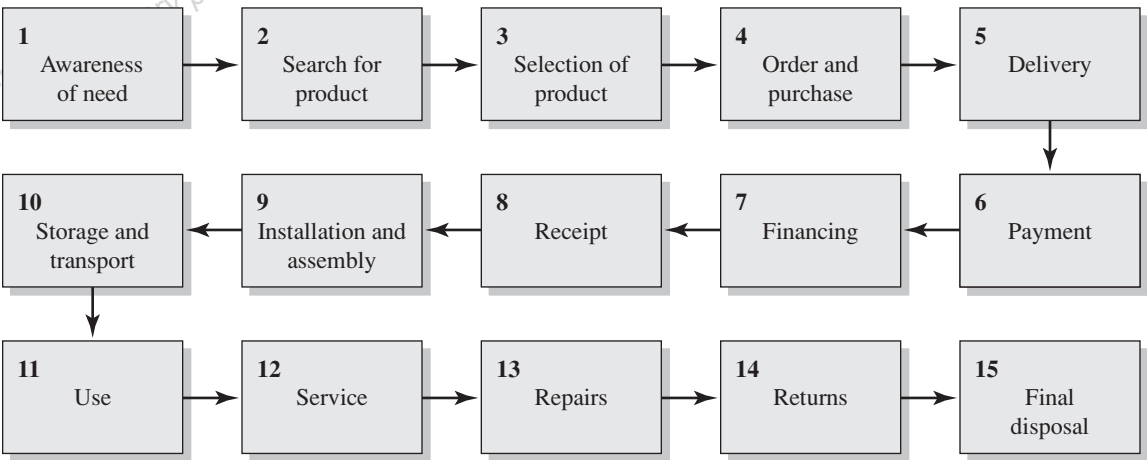 1
Awareness
of need
2
Search for
product
3
Selection of
product
4
Order and
purchase
5
Delivery
6
Payment
7
Financing
8
Receipt
9
Installation and
assembly
10
Storage and
transport
11
Use
12
Service
13
Repairs
14
Returns
15
Final
disposal